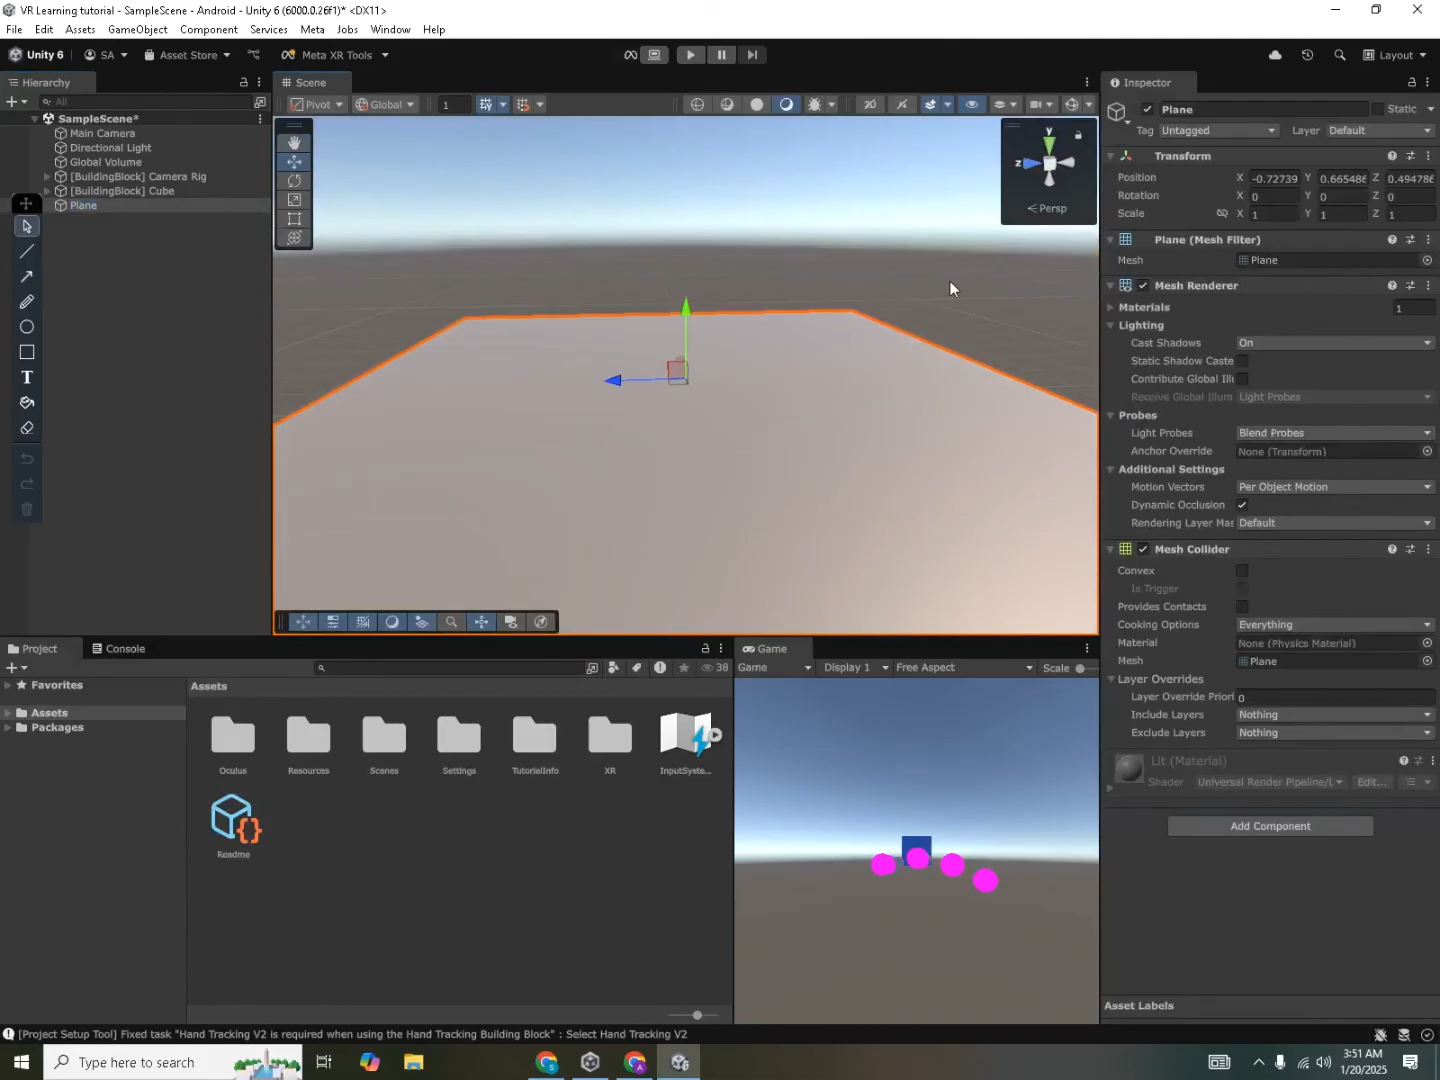 VR Learning tutorial - SampleScene - Android - Unity 6 (6000.0.26f1)* <DX11>
File Edit Assets GameObject Component Services Meta Jobs Window Help
Unity 6 SA Asset Store Meta XR Tools Layout
Hierarchy
All
SampleScene*
Main Camera
Directional Light
Global Volume
[BuildingBlock] Camera Rig
[BuildingBlock] Cube
Plane
T
Scene
Pivot Global 1 2D
y
z
Persp
Inspector
Plane Static
Tag Untagged Layer Default
Transform
Position X -0.72739 Y 0.665486 Z 0.494786
Rotation X 0 Y 0 Z 0
Scale X 1 Y 1 Z 1
Plane (Mesh Filter)
Mesh Plane
Mesh Renderer
Materials 1
Lighting
Cast Shadows On
Static Shadow Caste
Contribute Global Illu
Receive Global Illum Light Probes
Probes
Light Probes Blend Probes
Anchor Override None (Transform)
Additional Settings
Motion Vectors Per Object Motion
Dynamic Occlusion
Rendering Layer Mas Default
Mesh Collider
Convex
Is Trigger
Provides Contacts
Cooking Options Everything
Material None (Physics Material)
Mesh Plane
Layer Overrides
Layer Override Priori 0
Include Layers Nothing
Exclude Layers Nothing
Lit (Material)
Shader Universal Render Pipeline/L Edit...
Add Component
Asset Labels
Project Console
38
Favorites
Assets
Packages
Assets
Oculus Resources Scenes Settings TutorialInfo XR InputSyste...
Readme
Game
Game Display 1 Free Aspect Scale
[Project Setup Tool] Fixed task "Hand Tracking V2 is required when using the Hand Tracking Building Block" : Select Hand Tracking V2
Type here to search
3:51 AM
1/20/2025